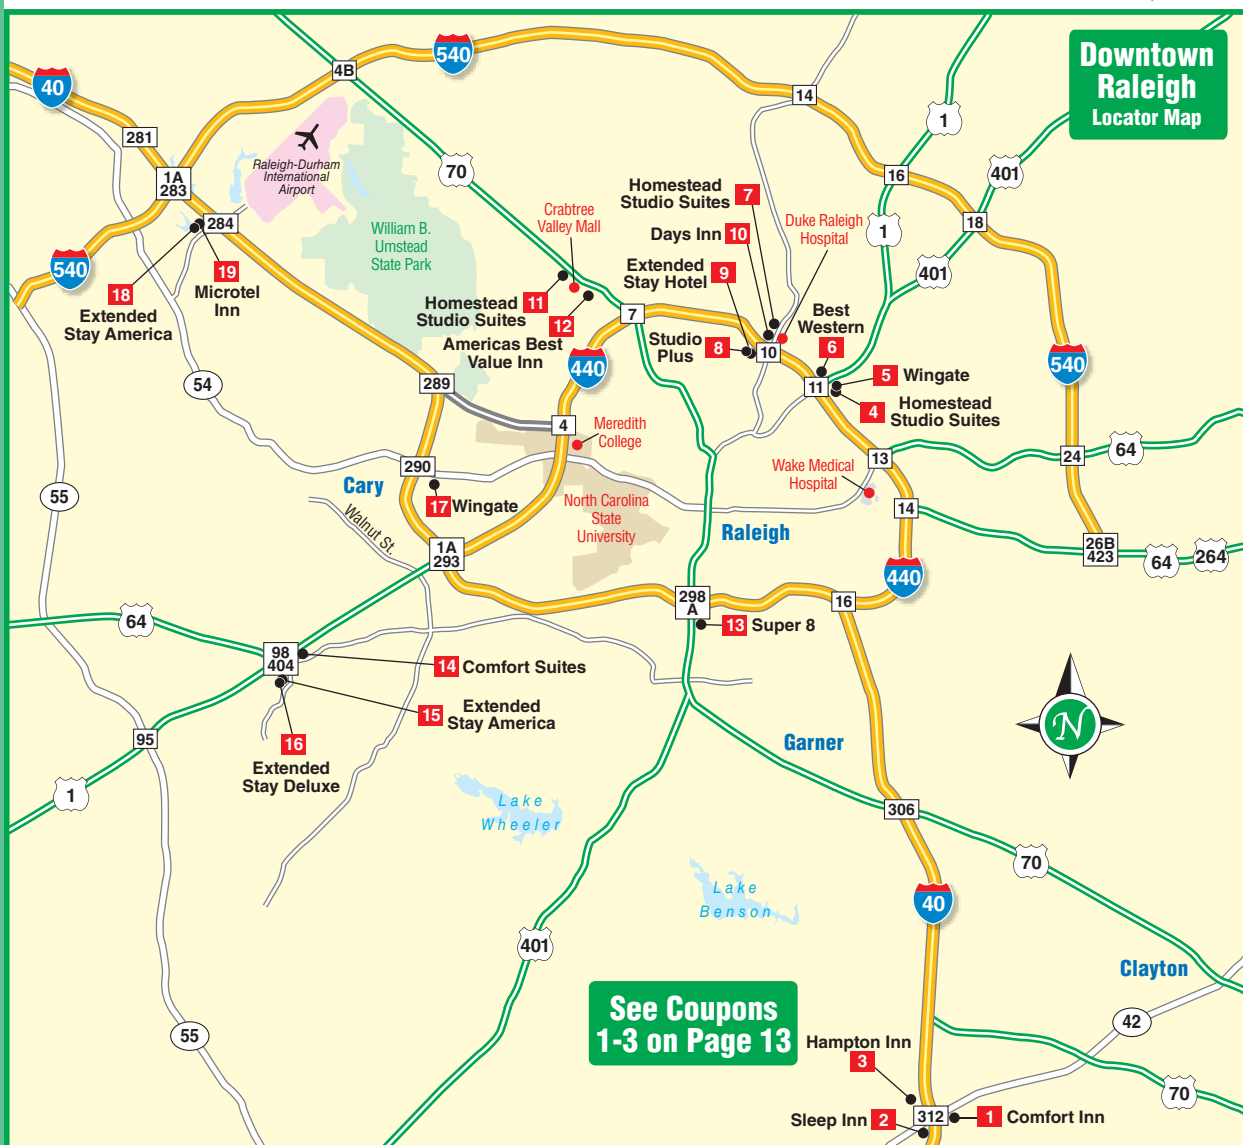 Downtown
Raleigh
Locator Map
540
40
4B
14
1
281
70
401
16
1A
283
Raleigh-Durham
International
Airport
Homestead
Studio Suites
7
284
Crabtree
Valley Mall
Duke Raleigh
Hospital
18
1
William B.
Umstead
State Park
Days Inn
10
401
540
19
Microtel
Inn
Extended
Stay Hotel
9
18
Extended
Stay America
Homestead
Studio Suites
11
12
7
Best
Western
6
Americas Best
Value Inn
Studio
Plus
8
10
440
540
54
289
11
5
Wingate
4
Homestead
Studio Suites
4
Meredith
College
64
24
13
290
Cary
Wake Medical
Hospital
55
17
Wingate
North Carolina
State
University
14
Walnut St.
Raleigh
1A
293
26B
423
64
264
440
298
A
16
64
13
Super 8
98
404
14
Comfort Suites
15
Extended
Stay America
N
95
16
Extended
Stay Deluxe
Garner
1
Lake
Wheeler
306
70
Lake
Benson
40
401
Clayton
See Coupons
1-3 on Page 13
42
55
Hampton Inn
3
70
Sleep Inn
2
312
1
Comfort Inn